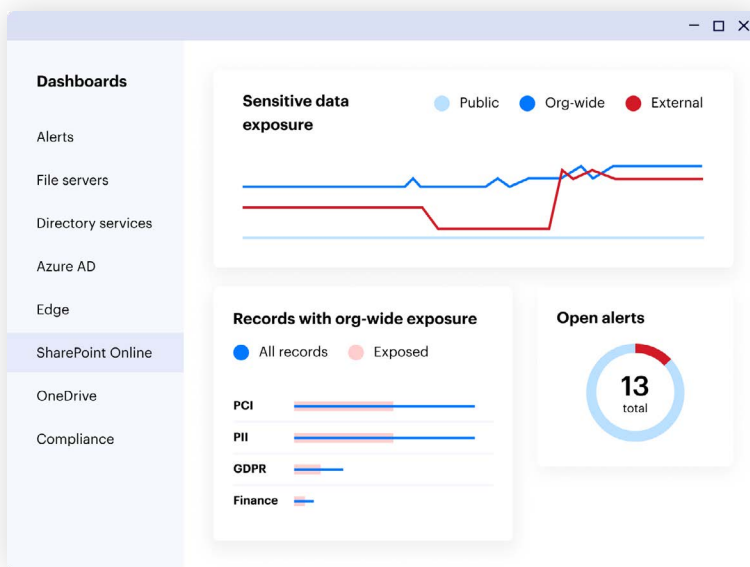 Dashboards
Alerts
File servers
Directory services
Azure AD
Edge
SharePoint Online
OneDrive
Compliance
Sensitive data
exposure
Public
Org-wide
External
Records with org-wide exposure
All records
Exposed
PCI
PII
GDPR
Finance
Open alerts
13
total